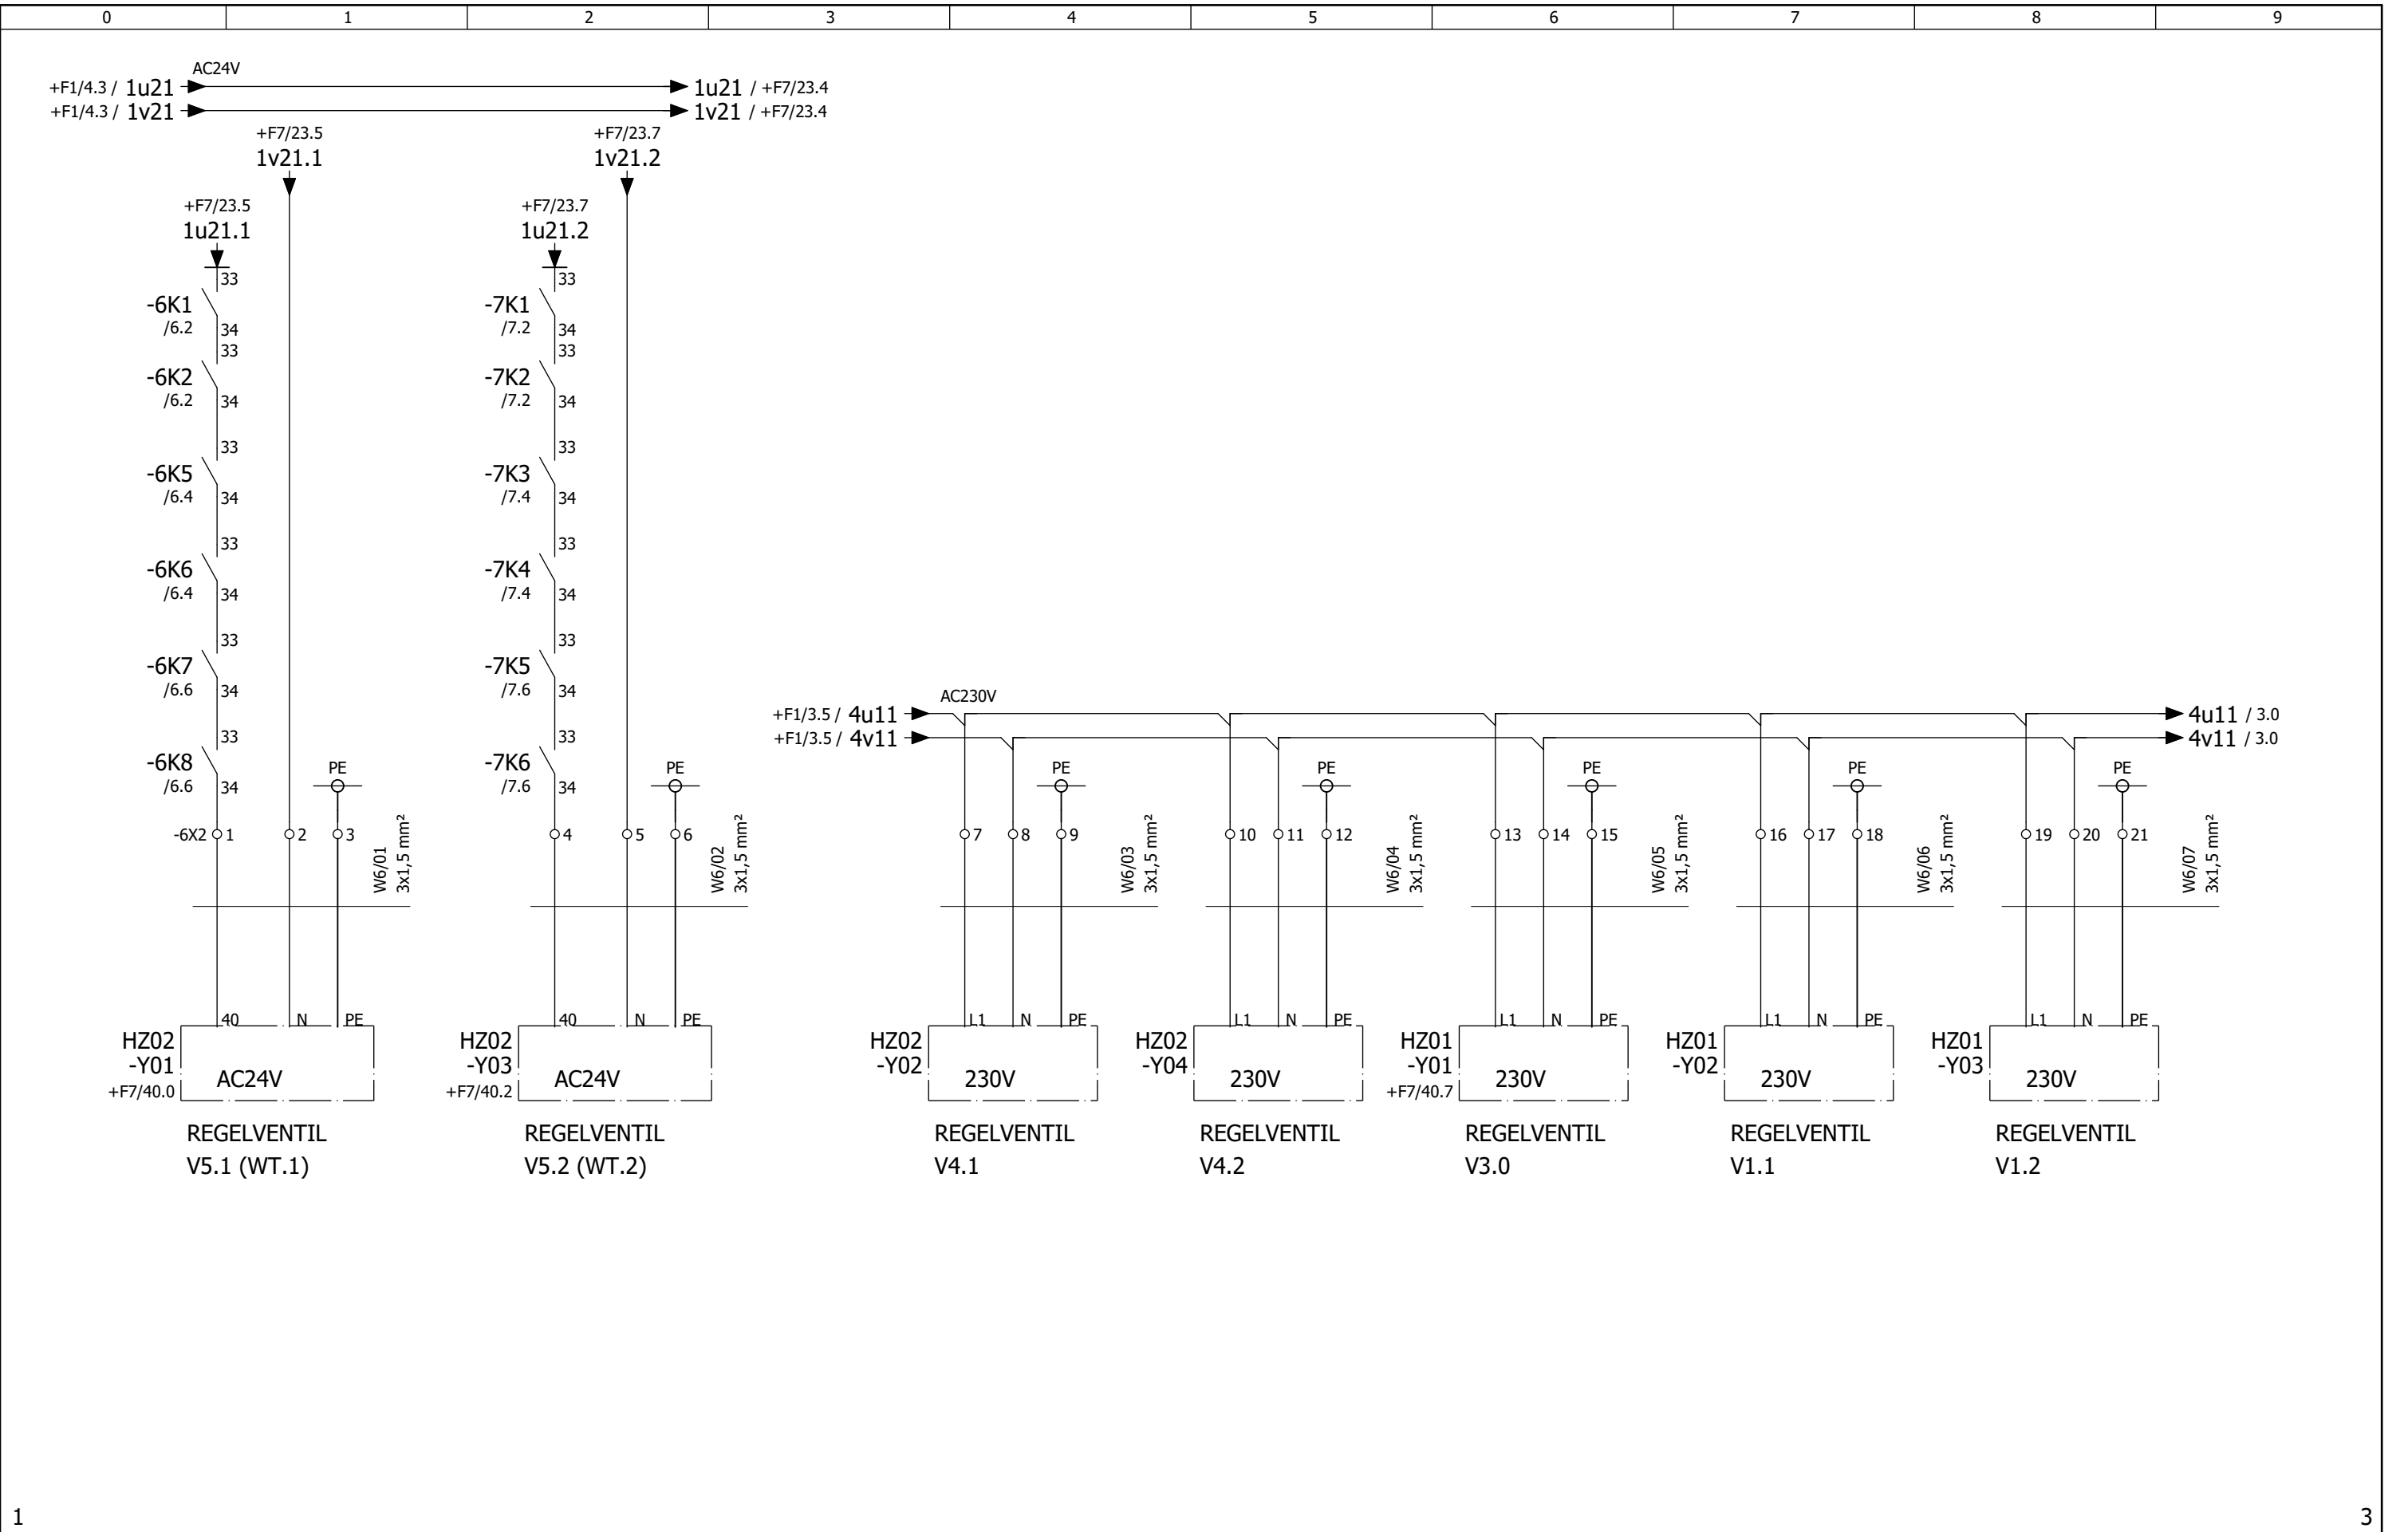 0 1 2 3 4 5 6 7 8 9
AC24V
+F1/4.3 / 1u21 1u21 / +F7/23.4
+F1/4.3 / 1v21 1v21 / +F7/23.4
+F7/23.5 +F7/23.7
1v21.1 1v21.2
+F7/23.5 +F7/23.7
1u21.1 1u21.2
33 33
-6K1 -7K1
/6.2 34 /7.2 34
33 33
-6K2 -7K2
/6.2 34 /7.2 34
33 33
-6K5 -7K3
/6.4 34 /7.4 34
33 33
-6K6 -7K4
/6.4 34 /7.4 34
33 33
-6K7 -7K5
/6.6 34 /7.6 34
AC230V
+F1/3.5 / 4u11 4u11 / 3.0
33 33 +F1/3.5 / 4v11 4v11 / 3.0
-6K8 PE -7K6 PE PE PE PE PE PE
/6.6 34 /7.6 34
-6X2 1 2 3 4 5 6 7 8 9 10 11 12 13 14 15 16 17 18 19 20 21
W6/01
3x1,5 mm²
W6/02
3x1,5 mm²
W6/03
3x1,5 mm²
W6/04
3x1,5 mm²
W6/05
3x1,5 mm²
W6/06
3x1,5 mm²
W6/07
3x1,5 mm²
40 N PE 40 N PE L1 N PE L1 N PE L1 N PE L1 N PE L1 N PE
HZ02 HZ02 HZ02 HZ02 HZ01 HZ01 HZ01
-Y01 -Y03 -Y02 -Y04 -Y01 -Y02 -Y03
AC24V AC24V 230V 230V 230V 230V 230V
+F7/40.0 +F7/40.2 +F7/40.7
REGELVENTIL REGELVENTIL REGELVENTIL REGELVENTIL REGELVENTIL REGELVENTIL REGELVENTIL
V5.1 (WT.1) V5.2 (WT.2) V4.1 V4.2 V3.0 V1.1 V1.2
1 3